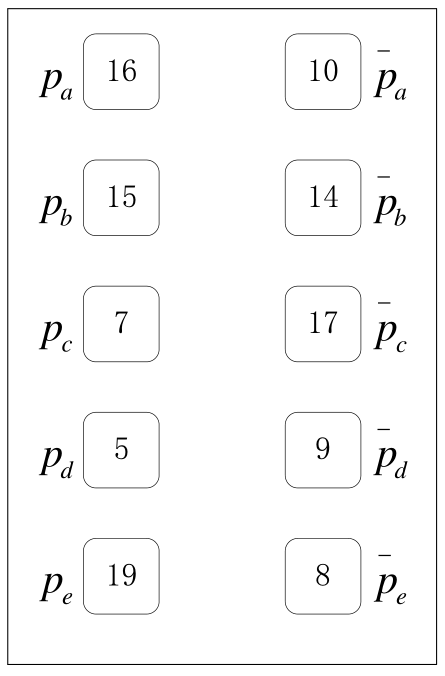 p_a 16 10 p̄_a
p_b 15 14 p̄_b
p_c 7 17 p̄_c
p_d 5 9 p̄_d
p_e 19 8 p̄_e